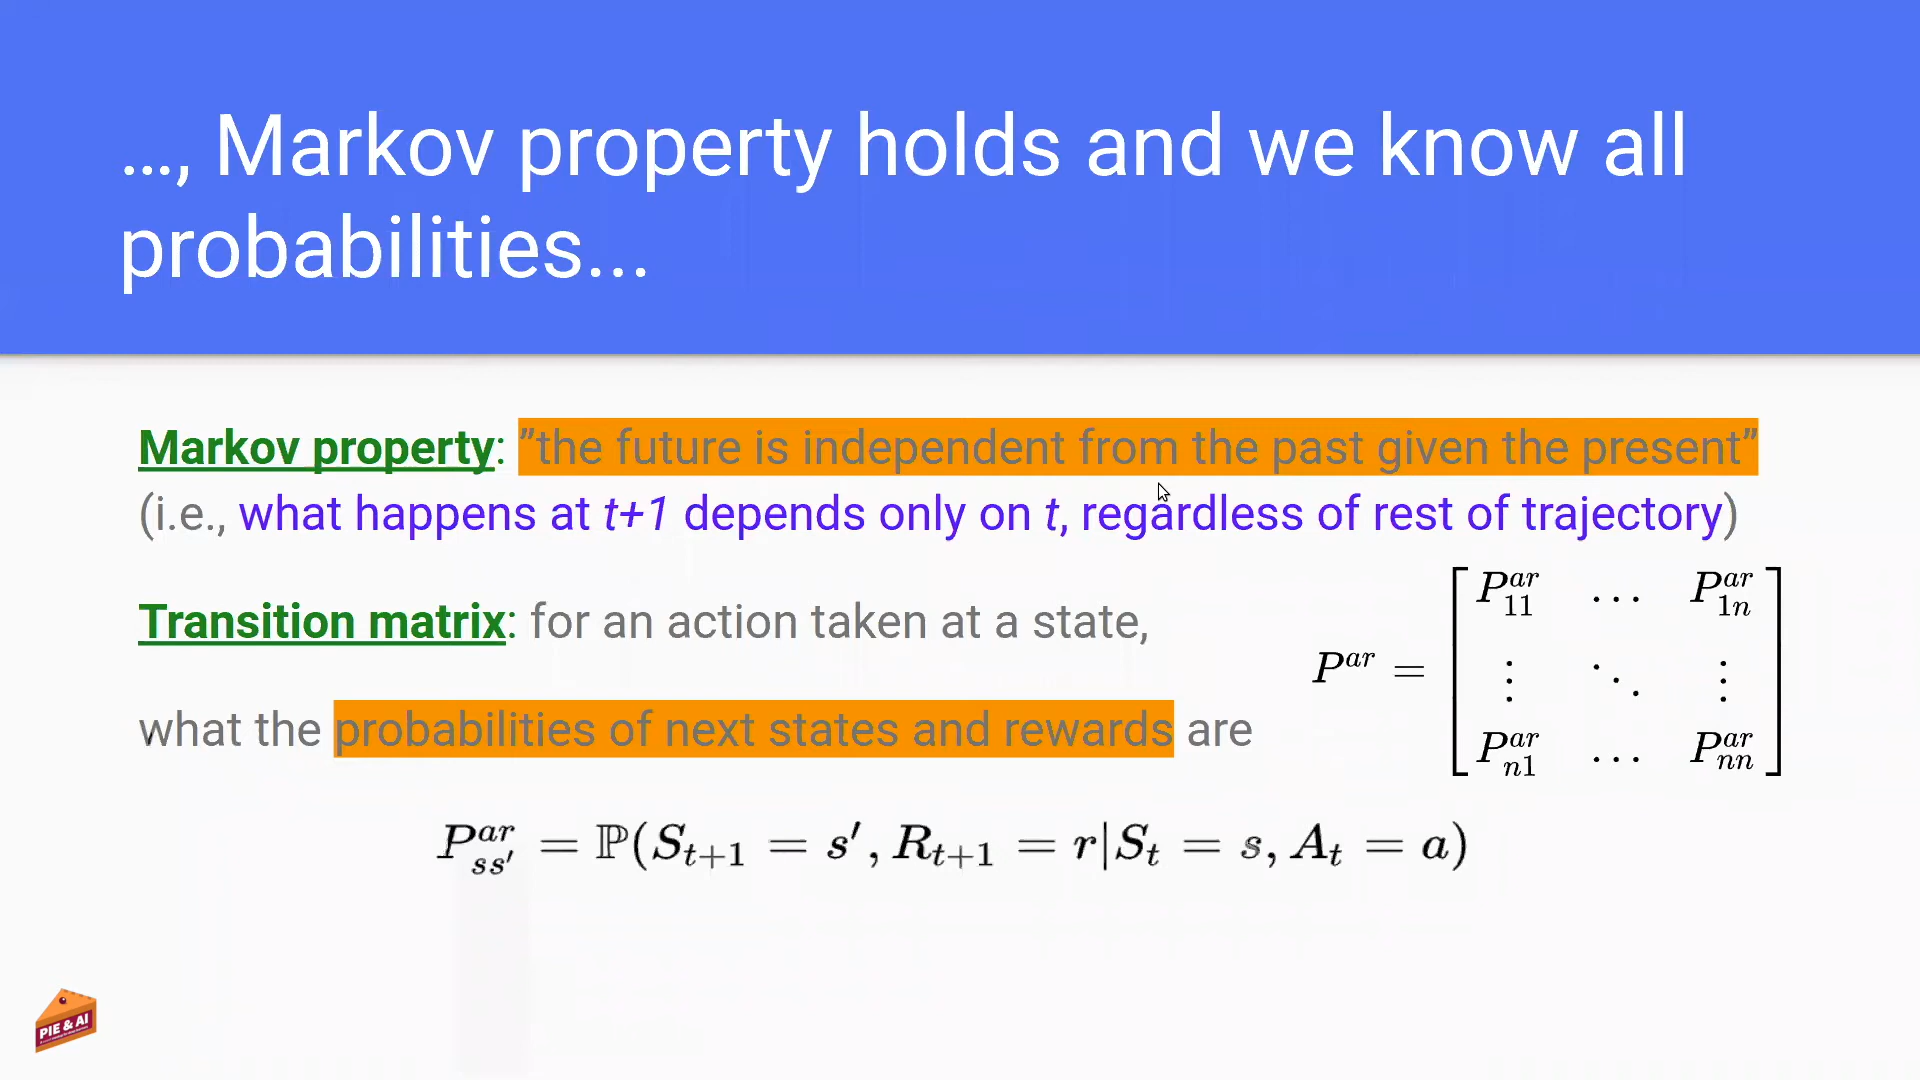 ..., Markov property holds and we know all
probabilities...
Markov property: ”the future is independent from the past given the present”
(i.e., what happens at t+1 depends only on t, regardless of rest of trajectory)
Transition matrix: for an action taken at a state,
what the probabilities of next states and rewards are
P^{ar} = [ P^{ar}_{11} ... P^{ar}_{1n}
⋮ ⋱ ⋮
P^{ar}_{n1} ... P^{ar}_{nn} ]
P^{ar}_{ss'} = ℙ(S_{t+1} = s', R_{t+1} = r|S_t = s, A_t = a)
PIE & AI